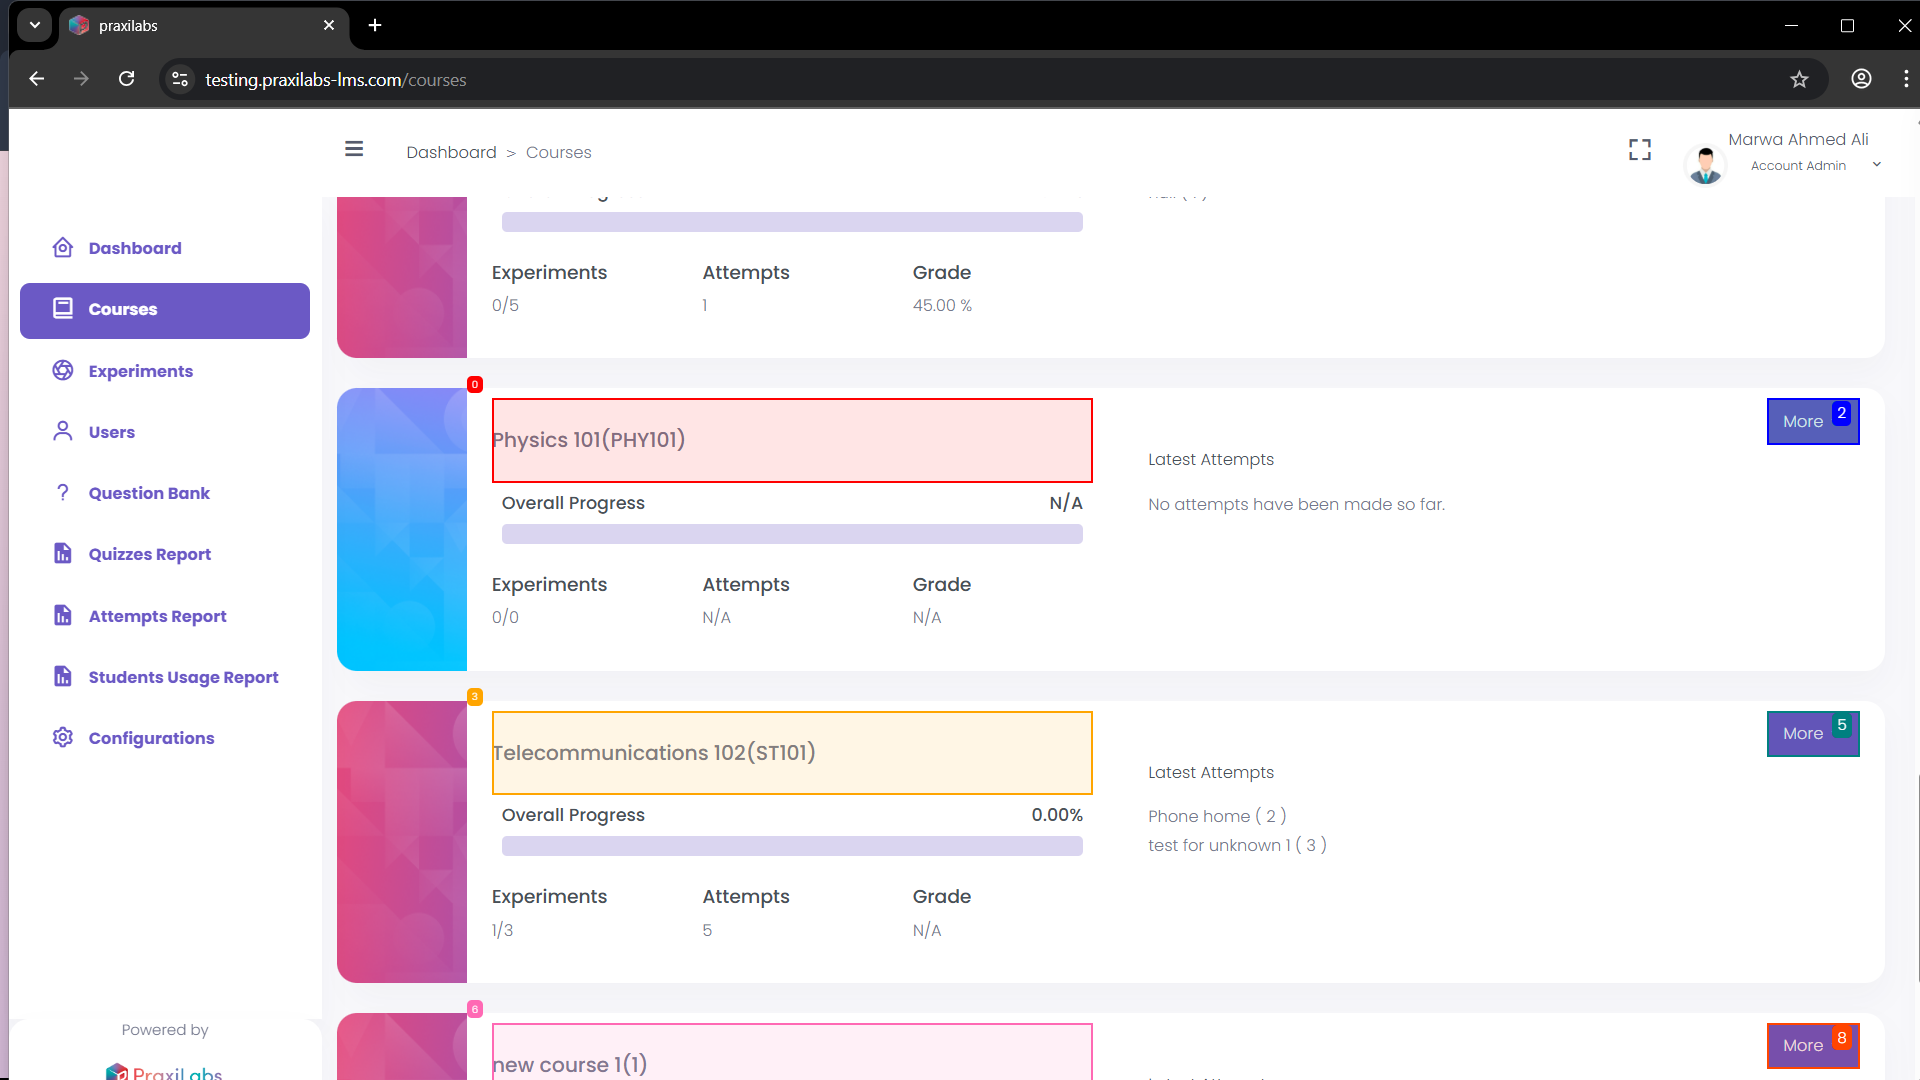 praxilabs
testing.praxilabs-lms.com/courses
Dashboard > Courses
Marwa Ahmed Ali
Account Admin
Dashboard
Courses
Experiments
Users
Question Bank
Quizzes Report
Attempts Report
Students Usage Report
Configurations
Powered by
PraxiLabs
Experiments Attempts Grade
0/5 1 45.00 %
0
Physics 101(PHY101)
More 2
Overall Progress N/A
Latest Attempts
No attempts have been made so far.
Experiments Attempts Grade
0/0 N/A N/A
3
Telecommunications 102(ST101)
More 5
Overall Progress 0.00%
Latest Attempts
Phone home ( 2 )
test for unknown 1 ( 3 )
Experiments Attempts Grade
1/3 5 N/A
6
new course 1(1)
More 8